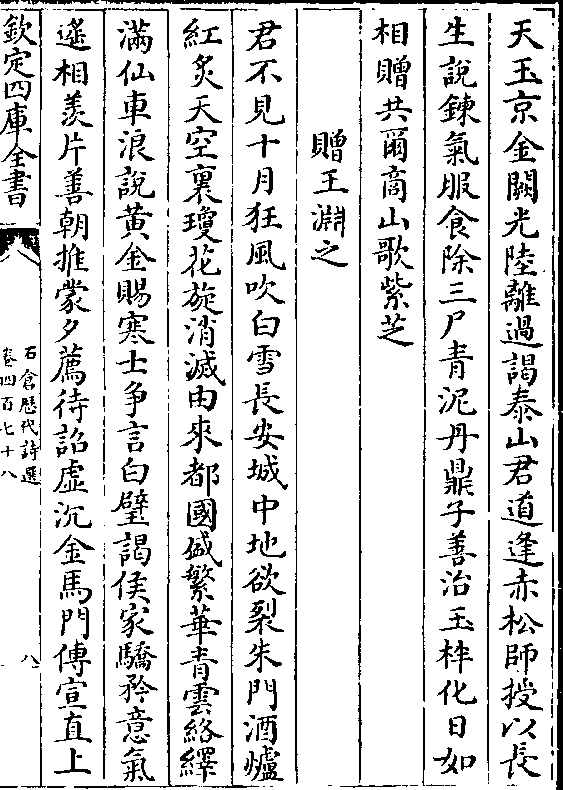 天玉京金闕光陸離過謁泰山君道逢赤松師授以長
生說鍊氣服食除三尸青泥丹鼎子善治玉柈化日如
相贈共爾商山歌紫芝
贈王淵之
君不見十月狂風吹白雪長安城中地欲裂朱門酒爐
紅炙天空裏瓊花旋消滅由來都國盛繁華青雲絡繹
滿仙車浪說黃金賜寒士爭言白璧謁侯家驕矜意氣
遥相羨片善朝推蒙夕薦待詔虚沉金馬門傳宣直上
欽定四庫全書
石倉歷代詩選
卷四百七十八
八